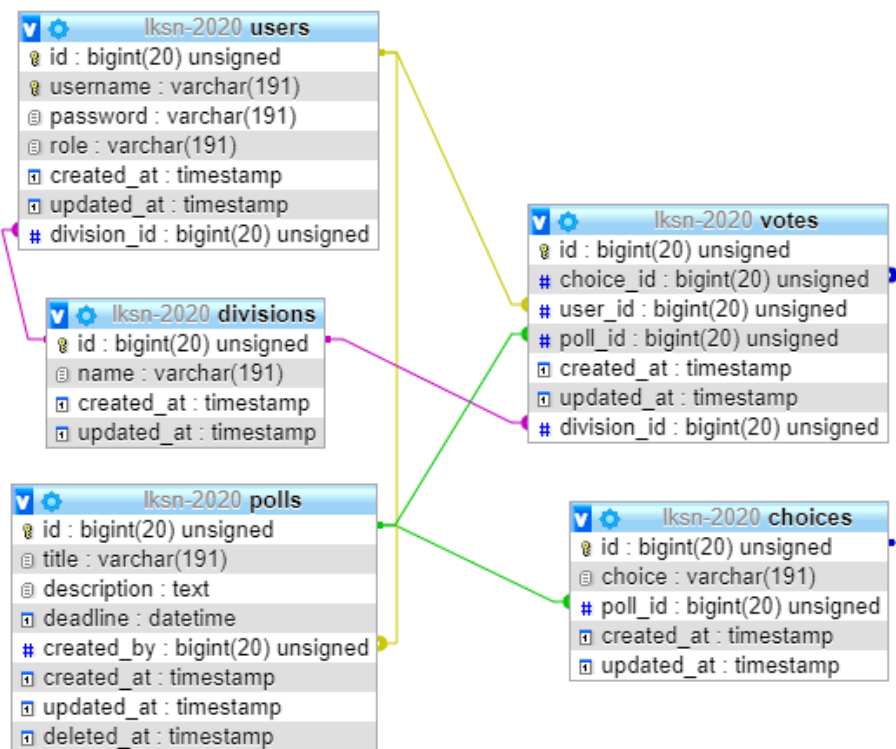 lksn-2020 users
id : bigint(20) unsigned
username : varchar(191)
password : varchar(191)
role : varchar(191)
created_at : timestamp
updated_at : timestamp
# division_id : bigint(20) unsigned
lksn-2020 divisions
id : bigint(20) unsigned
name : varchar(191)
created_at : timestamp
updated_at : timestamp
lksn-2020 polls
id : bigint(20) unsigned
title : varchar(191)
description : text
deadline : datetime
# created_by : bigint(20) unsigned
created_at : timestamp
updated_at : timestamp
deleted_at : timestamp
lksn-2020 votes
id : bigint(20) unsigned
# choice_id : bigint(20) unsigned
# user_id : bigint(20) unsigned
# poll_id : bigint(20) unsigned
created_at : timestamp
updated_at : timestamp
# division_id : bigint(20) unsigned
lksn-2020 choices
id : bigint(20) unsigned
choice : varchar(191)
# poll_id : bigint(20) unsigned
created_at : timestamp
updated_at : timestamp